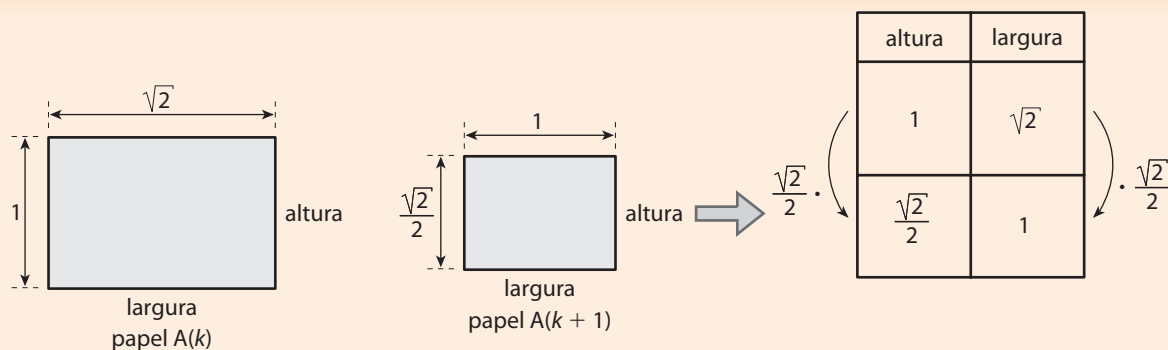 √2
1
altura
largura
papel A(k)
1
√2/2
altura
largura
papel A(k + 1)
altura largura
1 √2
√2/2 · · √2/2
√2/2 1